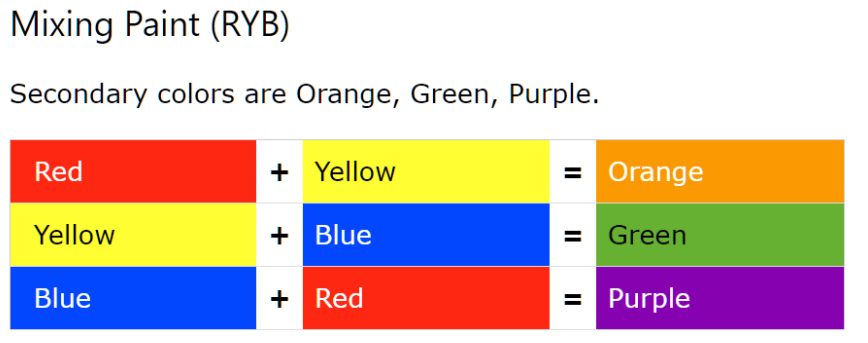 Mixing Paint (RYB)
Secondary colors are Orange, Green, Purple.
Red + Yellow = Orange
Yellow + Blue = Green
Blue + Red = Purple